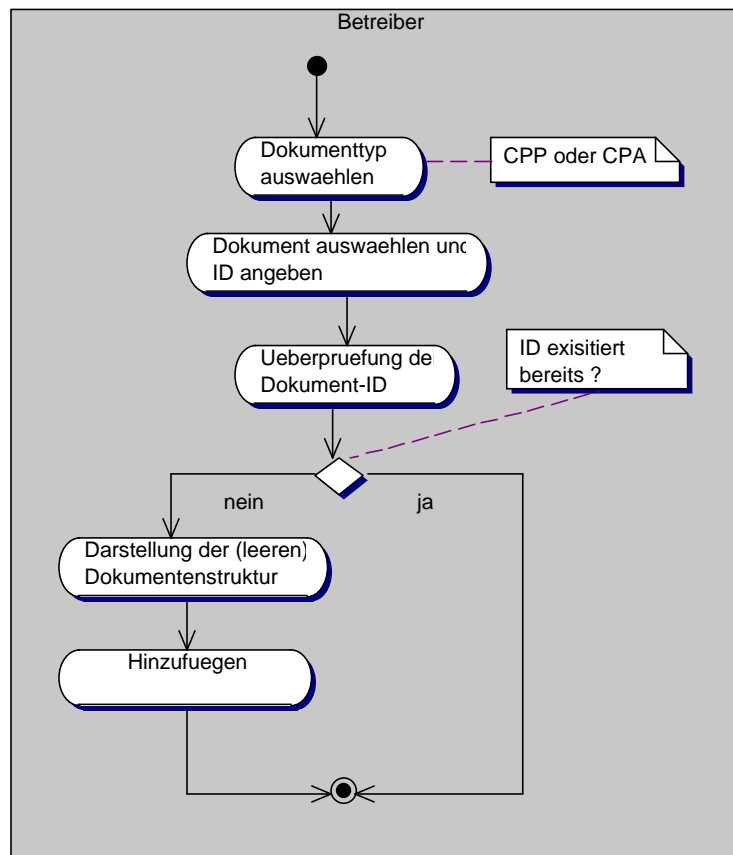 Betreiber
Dokumenttyp
auswaehlen
CPP oder CPA
Dokument auswaehlen und
ID angeben
Ueberpruefung de
Dokument-ID
ID exisitiert
bereits ?
nein
ja
Darstellung der (leeren)
Dokumentenstruktur
Hinzufuegen